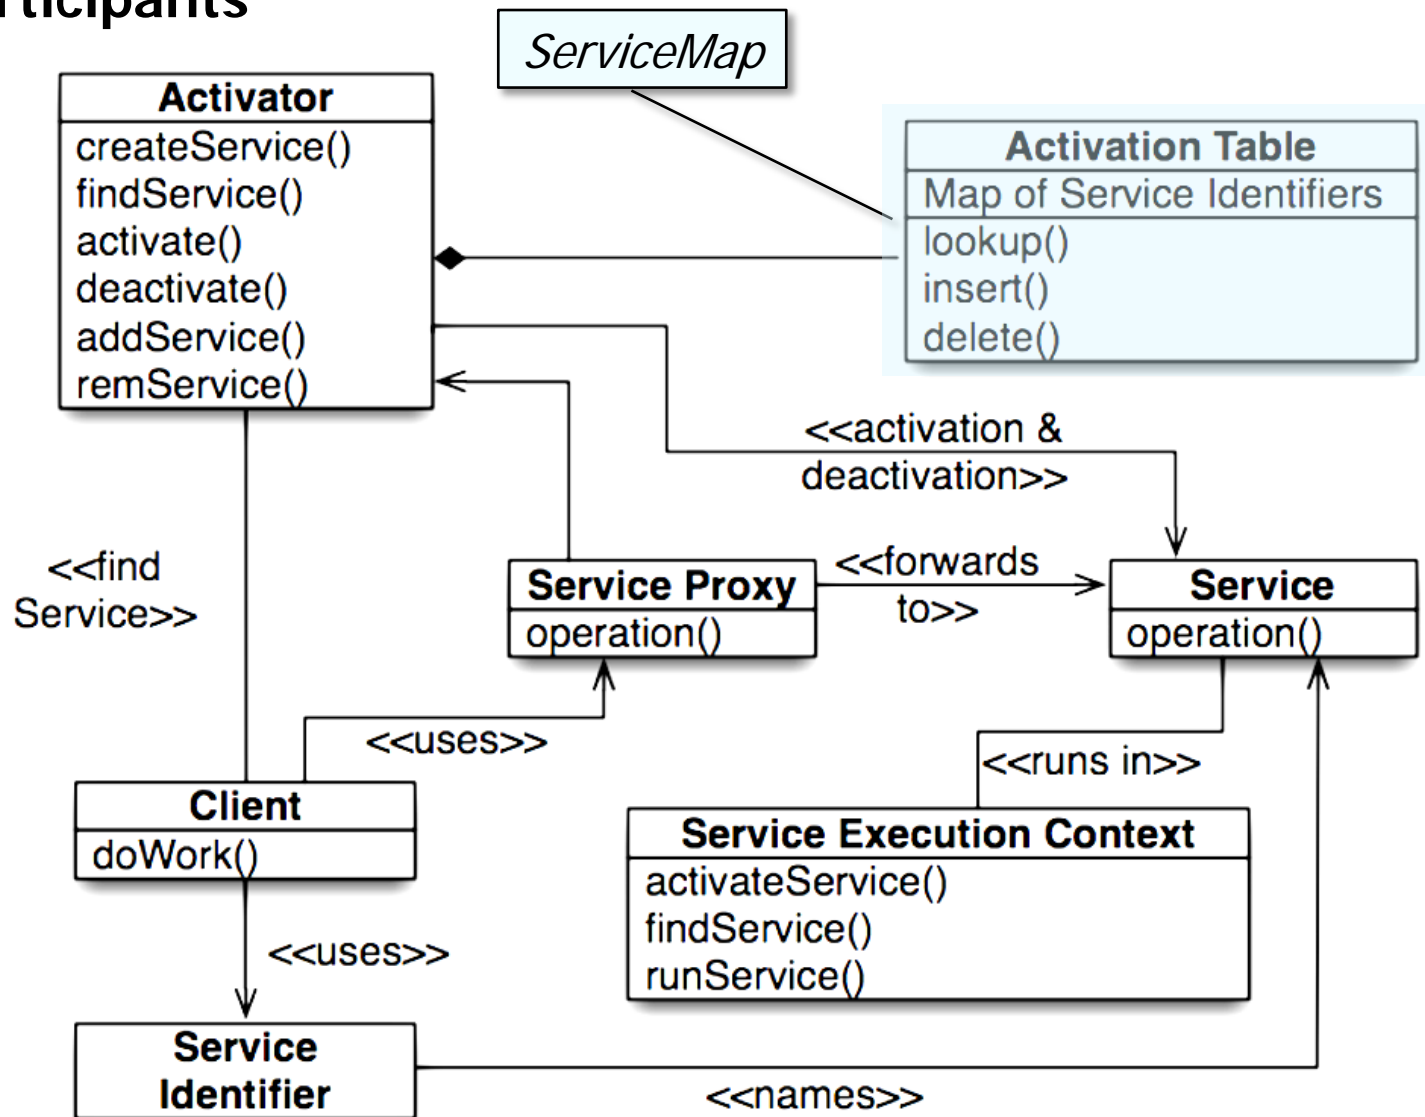 rticipants
ServiceMap
Activator
createService()
findService()
activate()
deactivate()
addService()
remService()
Activation Table
Map of Service Identifiers
lookup()
insert()
delete()
<<activation &
deactivation>>
<<find
Service>>
Service Proxy
operation()
<<forwards
to>>
Service
operation()
<<uses>>
<<runs in>>
Client
doWork()
Service Execution Context
activateService()
findService()
runService()
<<uses>>
Service
Identifier
<<names>>